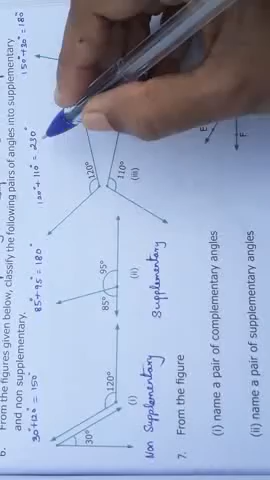 6. From the figures given below, classify the following pairs of angles into supplementary
and non supplementary.
30°+120° = 150°
85°+95° = 180°
120°+110° = 230°
150°+30° = 180°
30°
120°
85°
95°
120°
110°
(i)
(ii)
(iii)
Non Supplementary
Supplementary
7. From the figure
(i) name a pair of complementary angles
(ii) name a pair of supplementary angles
E
F